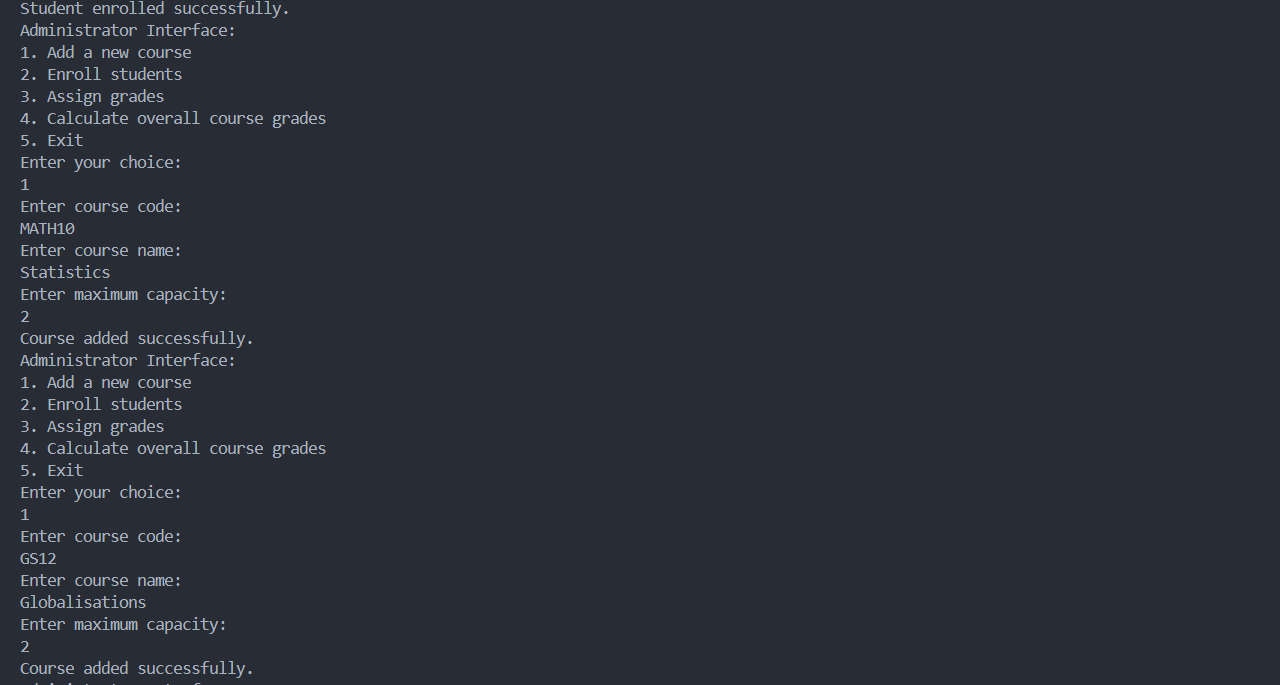 Student enrolled successfully.
Administrator Interface:
1. Add a new course
2. Enroll students
3. Assign grades
4. Calculate overall course grades
5. Exit
Enter your choice:
1
Enter course code:
MATH10
Enter course name:
Statistics
Enter maximum capacity:
2
Course added successfully.
Administrator Interface:
1. Add a new course
2. Enroll students
3. Assign grades
4. Calculate overall course grades
5. Exit
Enter your choice:
1
Enter course code:
GS12
Enter course name:
Globalisations
Enter maximum capacity:
2
Course added successfully.